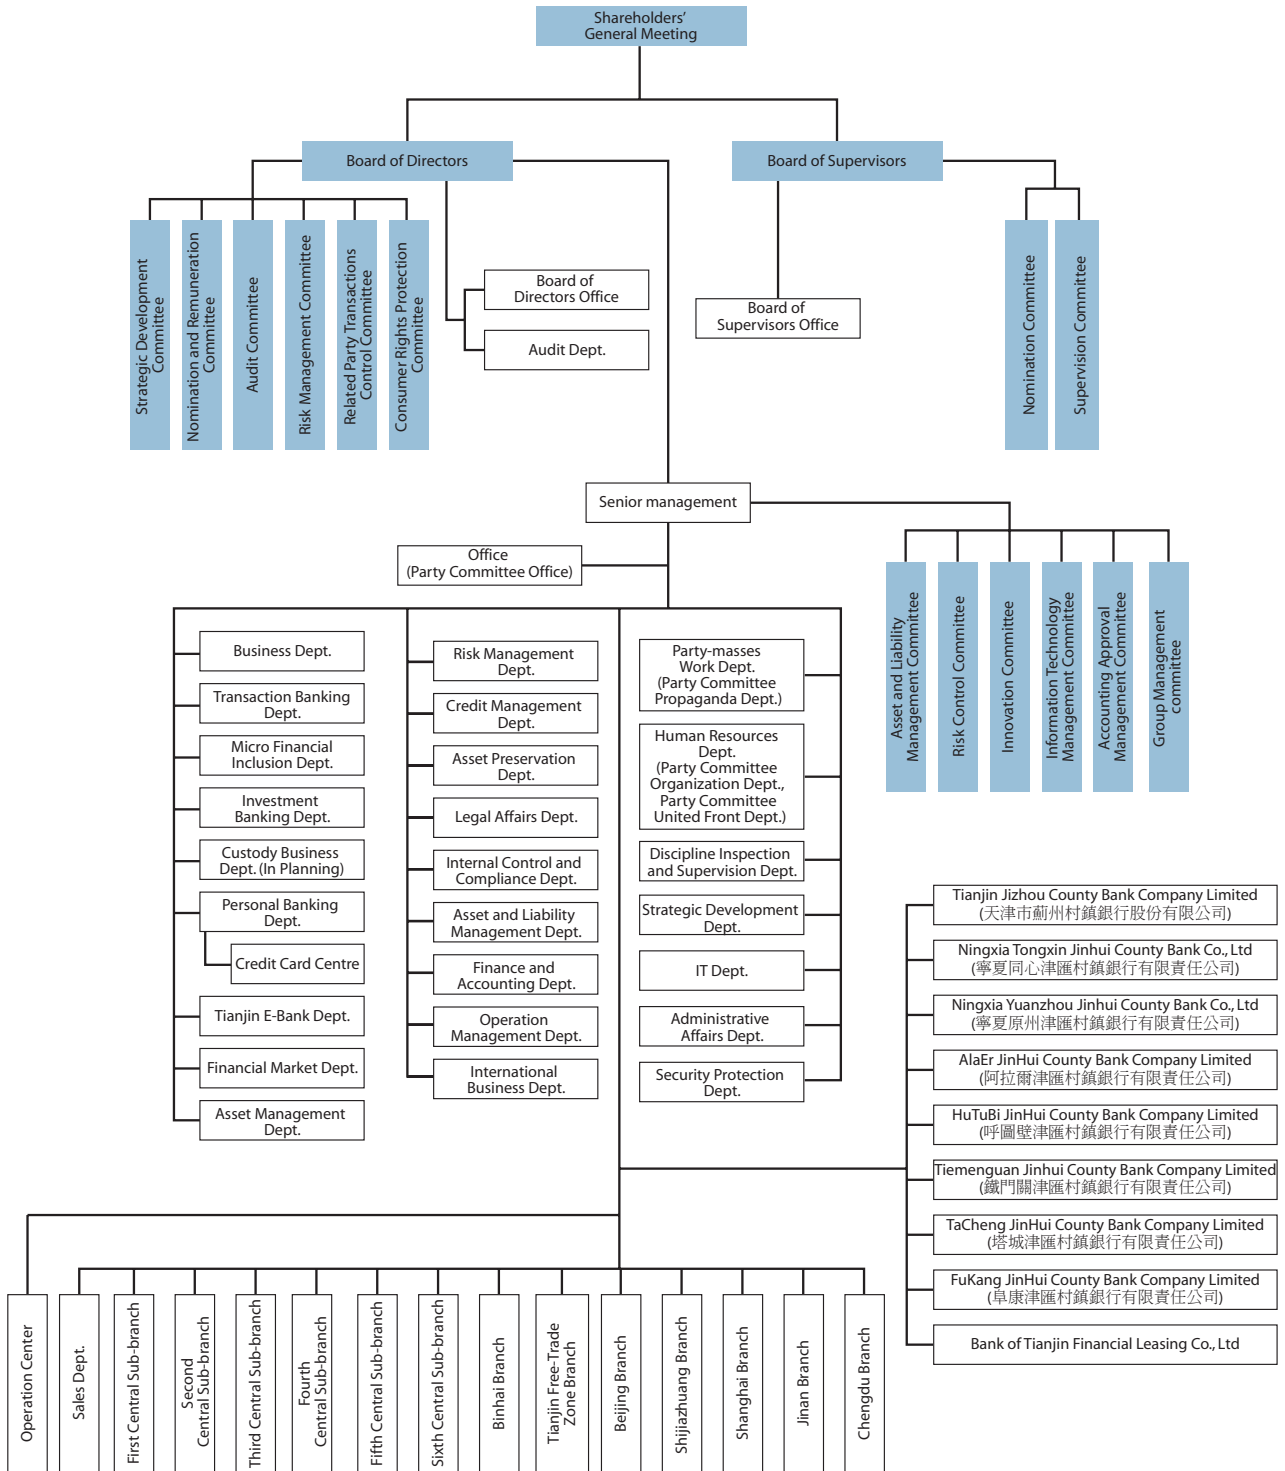 Shareholders'
General Meeting
Board of Directors
Board of Supervisors
Strategic Development
Committee
Nomination and Remuneration
Committee
Audit Committee
Risk Management Committee
Related Party Transactions
Control Committee
Consumer Rights Protection
Committee
Board of
Directors Office
Audit Dept.
Board of
Supervisors Office
Nomination Committee
Supervision Committee
Senior management
Office
(Party Committee Office)
Asset and Liability
Management Committee
Risk Control Committee
Innovation Committee
Information Technology
Management Committee
Accounting Approval
Management Committee
Group Management
committee
Business Dept.
Transaction Banking
Dept.
Micro Financial
Inclusion Dept.
Investment
Banking Dept.
Custody Business
Dept. (In Planning)
Personal Banking
Dept.
Credit Card Centre
Tianjin E-Bank Dept.
Financial Market Dept.
Asset Management
Dept.
Risk Management
Dept.
Credit Management
Dept.
Asset Preservation
Dept.
Legal Affairs Dept.
Internal Control and
Compliance Dept.
Asset and Liability
Management Dept.
Finance and
Accounting Dept.
Operation
Management Dept.
International
Business Dept.
Party-masses
Work Dept.
(Party Committee
Propaganda Dept.)
Human Resources
Dept.
(Party Committee
Organization Dept.,
Party Committee
United Front Dept.)
Discipline Inspection
and Supervision Dept.
Strategic Development
Dept.
IT Dept.
Administrative
Affairs Dept.
Security Protection
Dept.
Tianjin Jizhou County Bank Company Limited
(天津市薊州村鎮銀行股份有限公司)
Ningxia Tongxin Jinhui County Bank Co., Ltd
(寧夏同心津匯村鎮銀行有限責任公司)
Ningxia Yuanzhou Jinhui County Bank Co., Ltd
(寧夏原州津匯村鎮銀行有限責任公司)
AlaEr JinHui County Bank Company Limited
(阿拉爾津匯村鎮銀行有限責任公司)
HuTuBi JinHui County Bank Company Limited
(呼圖壁津匯村鎮銀行有限責任公司)
Tiemenguan Jinhui County Bank Company Limited
(鐵門關津匯村鎮銀行有限責任公司)
TaCheng JinHui County Bank Company Limited
(塔城津匯村鎮銀行有限責任公司)
FuKang JinHui County Bank Company Limited
(阜康津匯村鎮銀行有限責任公司)
Bank of Tianjin Financial Leasing Co., Ltd
Operation Center
Sales Dept.
First Central Sub-branch
Second
Central Sub-branch
Third Central Sub-branch
Fourth
Central Sub-branch
Fifth Central Sub-branch
Sixth Central Sub-branch
Binhai Branch
Tianjin Free-Trade
Zone Branch
Beijing Branch
Shijiazhuang Branch
Shanghai Branch
Jinan Branch
Chengdu Branch